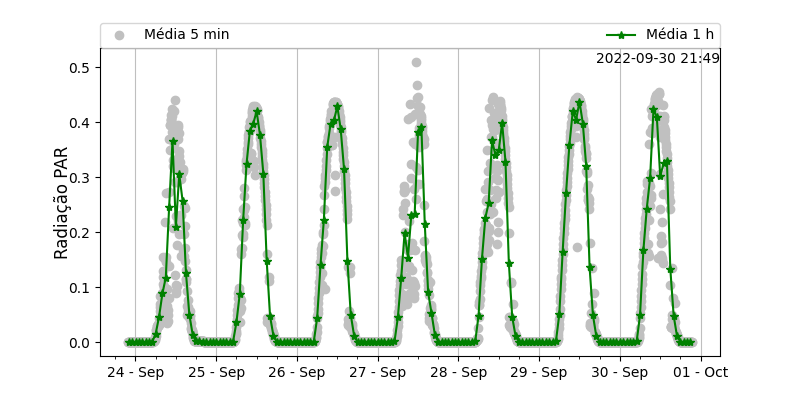 Média 5 min
Média 1 h
2022-09-30 21:49
Radiação PAR
0.5
0.4
0.3
0.2
0.1
0.0
24 - Sep
25 - Sep
26 - Sep
27 - Sep
28 - Sep
29 - Sep
30 - Sep
01 - Oct